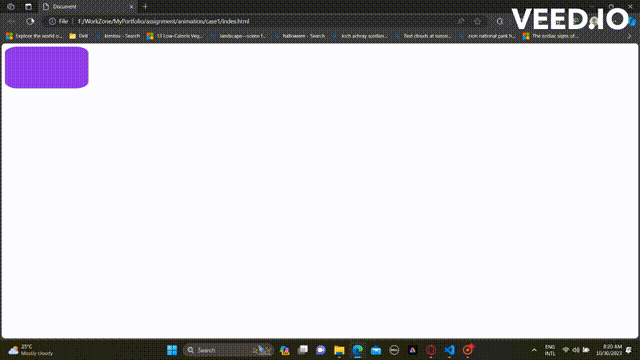 Document
VEED.IO
File F:/WorkZone/MyPortfolio/assignment/animation/case1/index.html
Explore the world o... Dell kimitsu - Search 13 Low-Calorie Veg... landscape—scene f... halloween - Search loch achray scotlan... Red clouds at sunse... zion national park h... The zodiac signs of...
25°C
Mostly cloudy
Search
ENG
INTL
8:20 AM
10/30/2023